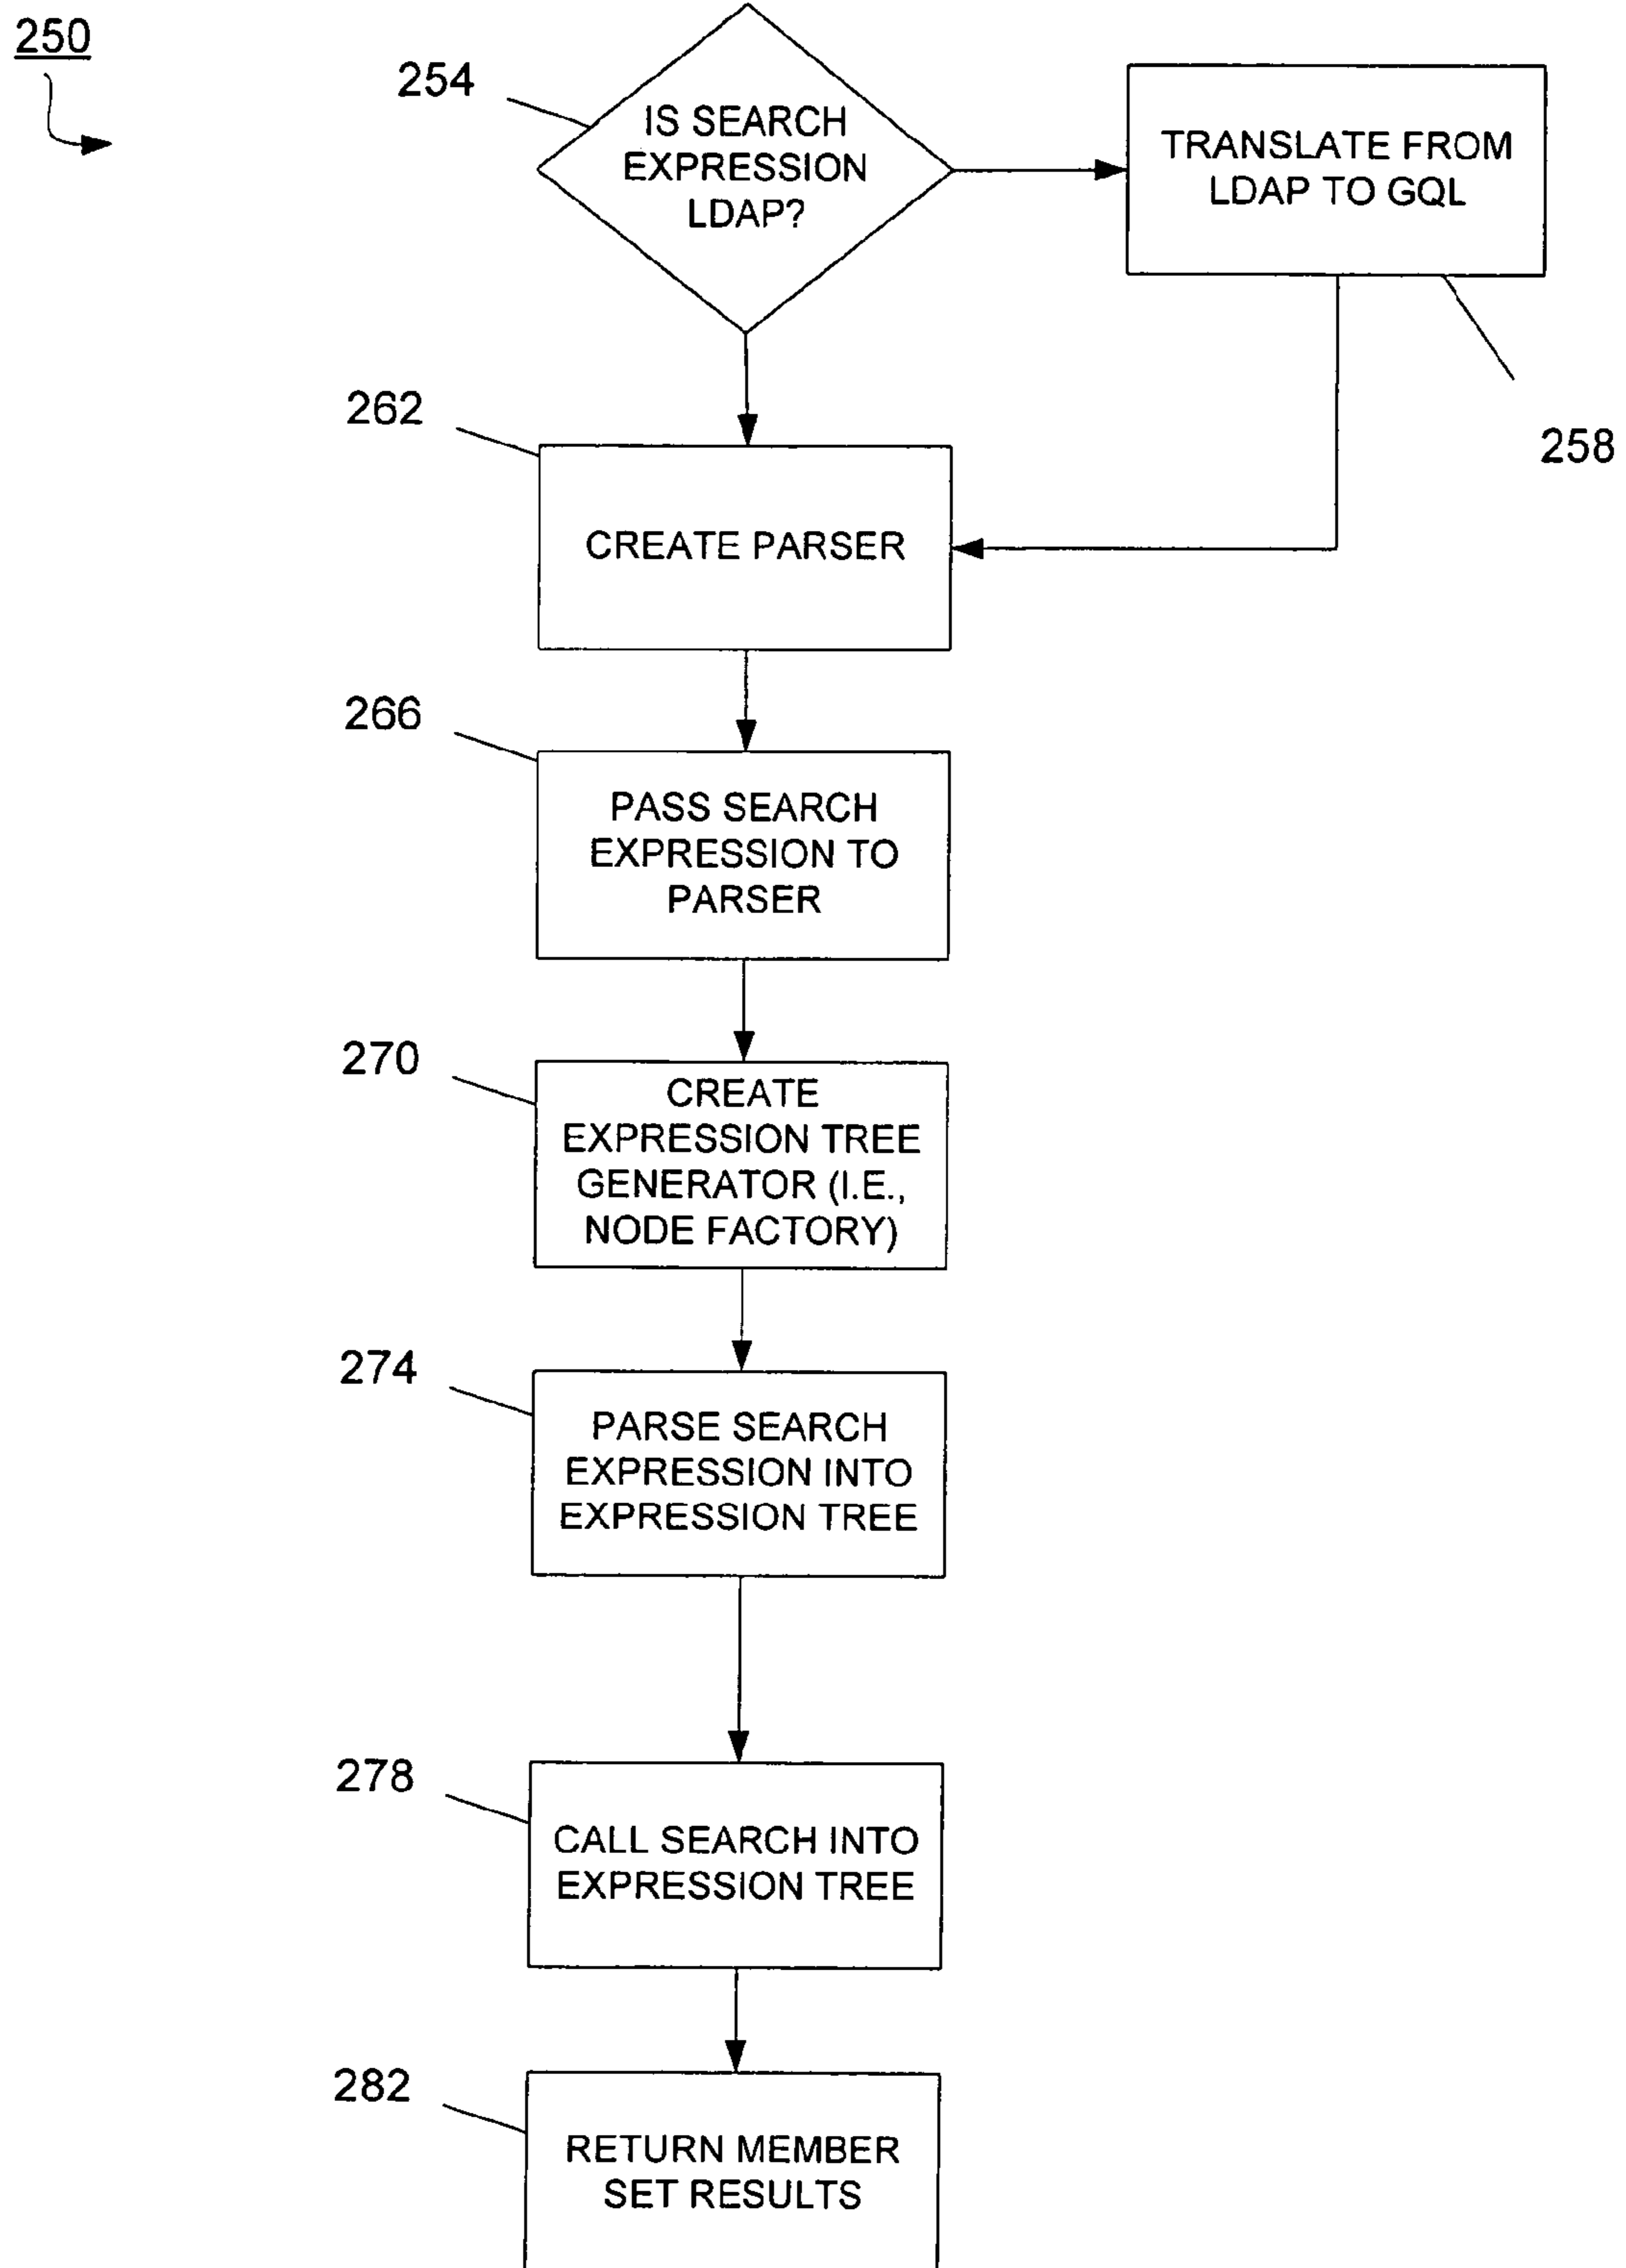 250
254
IS SEARCH
EXPRESSION
LDAP?
TRANSLATE FROM
LDAP TO GQL
258
262
CREATE PARSER
266
PASS SEARCH
EXPRESSION TO
PARSER
270
CREATE
EXPRESSION TREE
GENERATOR (I.E.,
NODE FACTORY)
274
PARSE SEARCH
EXPRESSION INTO
EXPRESSION TREE
278
CALL SEARCH INTO
EXPRESSION TREE
282
RETURN MEMBER
SET RESULTS